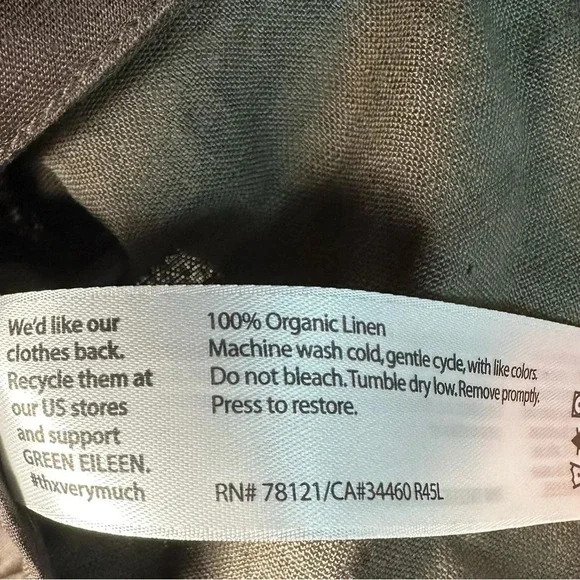 We'd like our
clothes back.
Recycle them at
our US stores
and support
GREEN EILEEN.
#thxverymuch
100% Organic Linen
Machine wash cold, gentle cycle, with like colors.
Do not bleach. Tumble dry low. Remove promptly.
Press to restore.
RN# 78121/CA#34460 R45L